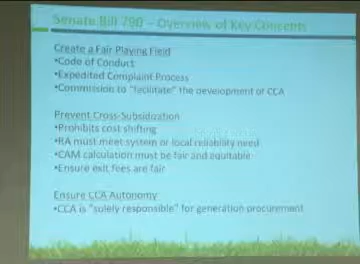 Senate Bill 790 – Overview of Key Concepts
Create a Fair Playing Field
•Code of Conduct
•Expedited Complaint Process
•Commission to "facilitate" the development of CCA
Prevent Cross-Subsidization
•Prohibits cost shifting
•RA must meet system or local reliability need
•CAM calculation must be fair and equitable
•Ensure exit fees are fair
Ensure CCA Autonomy
•CCA is "solely responsible" for generation procurement